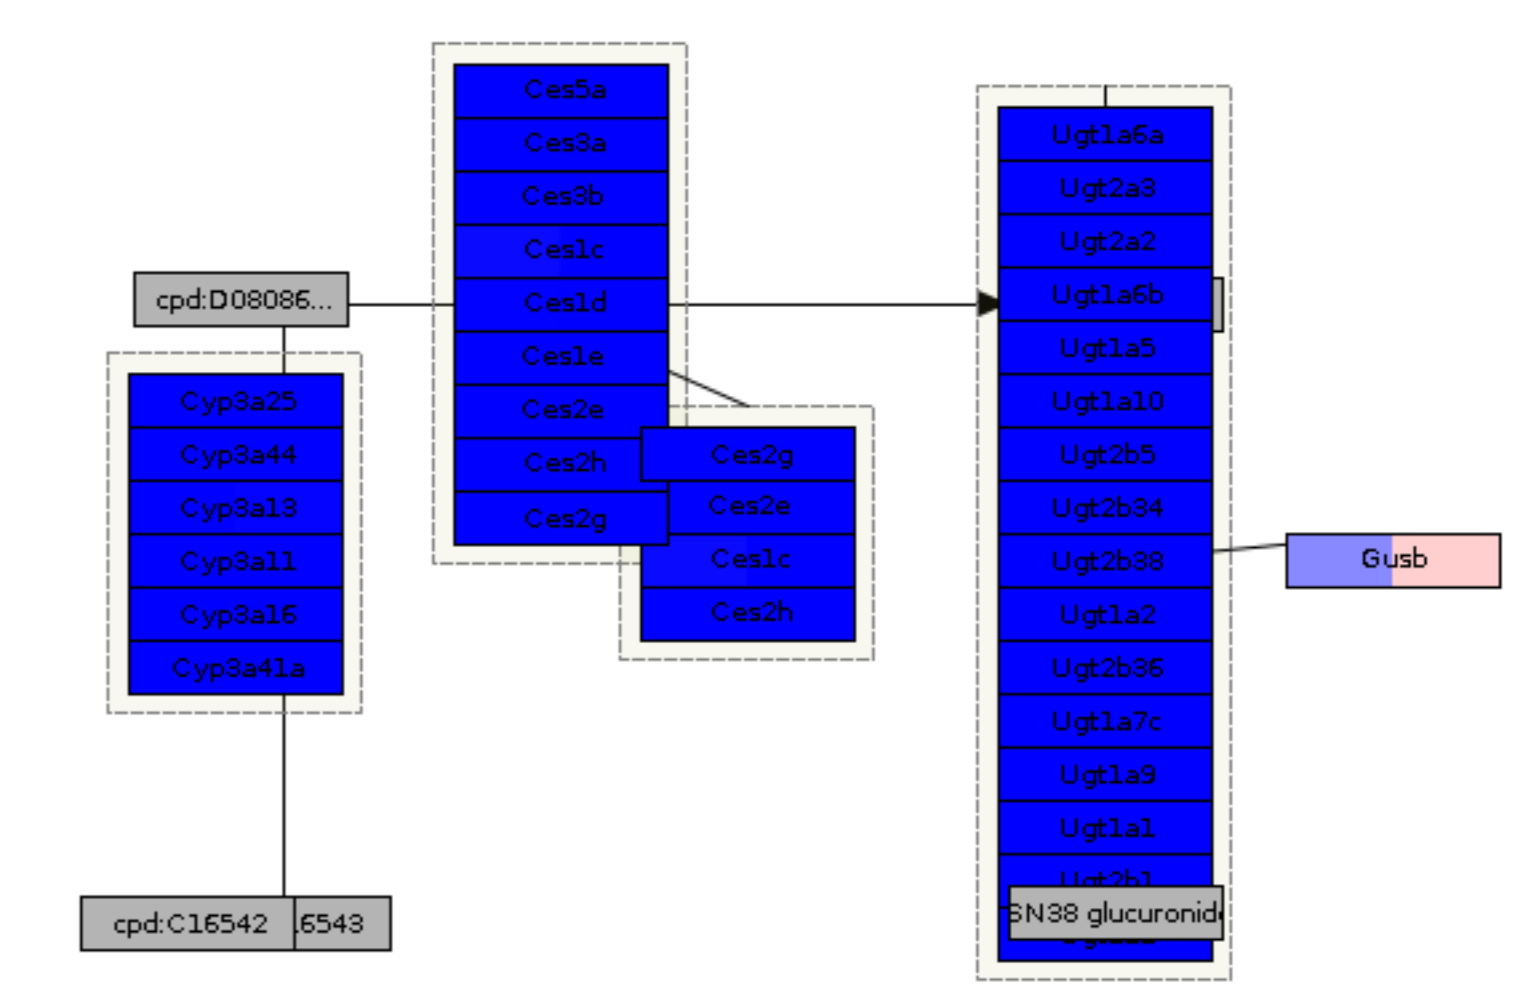 cpd:D08086...
Cyp3a25
Cyp3a44
Cyp3a13
Cyp3a11
Cyp3a16
Cyp3a41a
cpd:C16542
16543
Ces5a
Ces3a
Ces3b
Ces1c
Ces1d
Ces1e
Ces2e
Ces2h
Ces2g
Ces2g
Ces2e
Ces1c
Ces2h
Ugt1a6a
Ugt2a3
Ugt2a2
Ugt1a6b
Ugt1a5
Ugt1a10
Ugt2b5
Ugt2b34
Ugt2b38
Ugt1a2
Ugt2b36
Ugt1a7c
Ugt1a9
Ugt1a1
Ugt2b1
SN38 glucuronid
Gusb